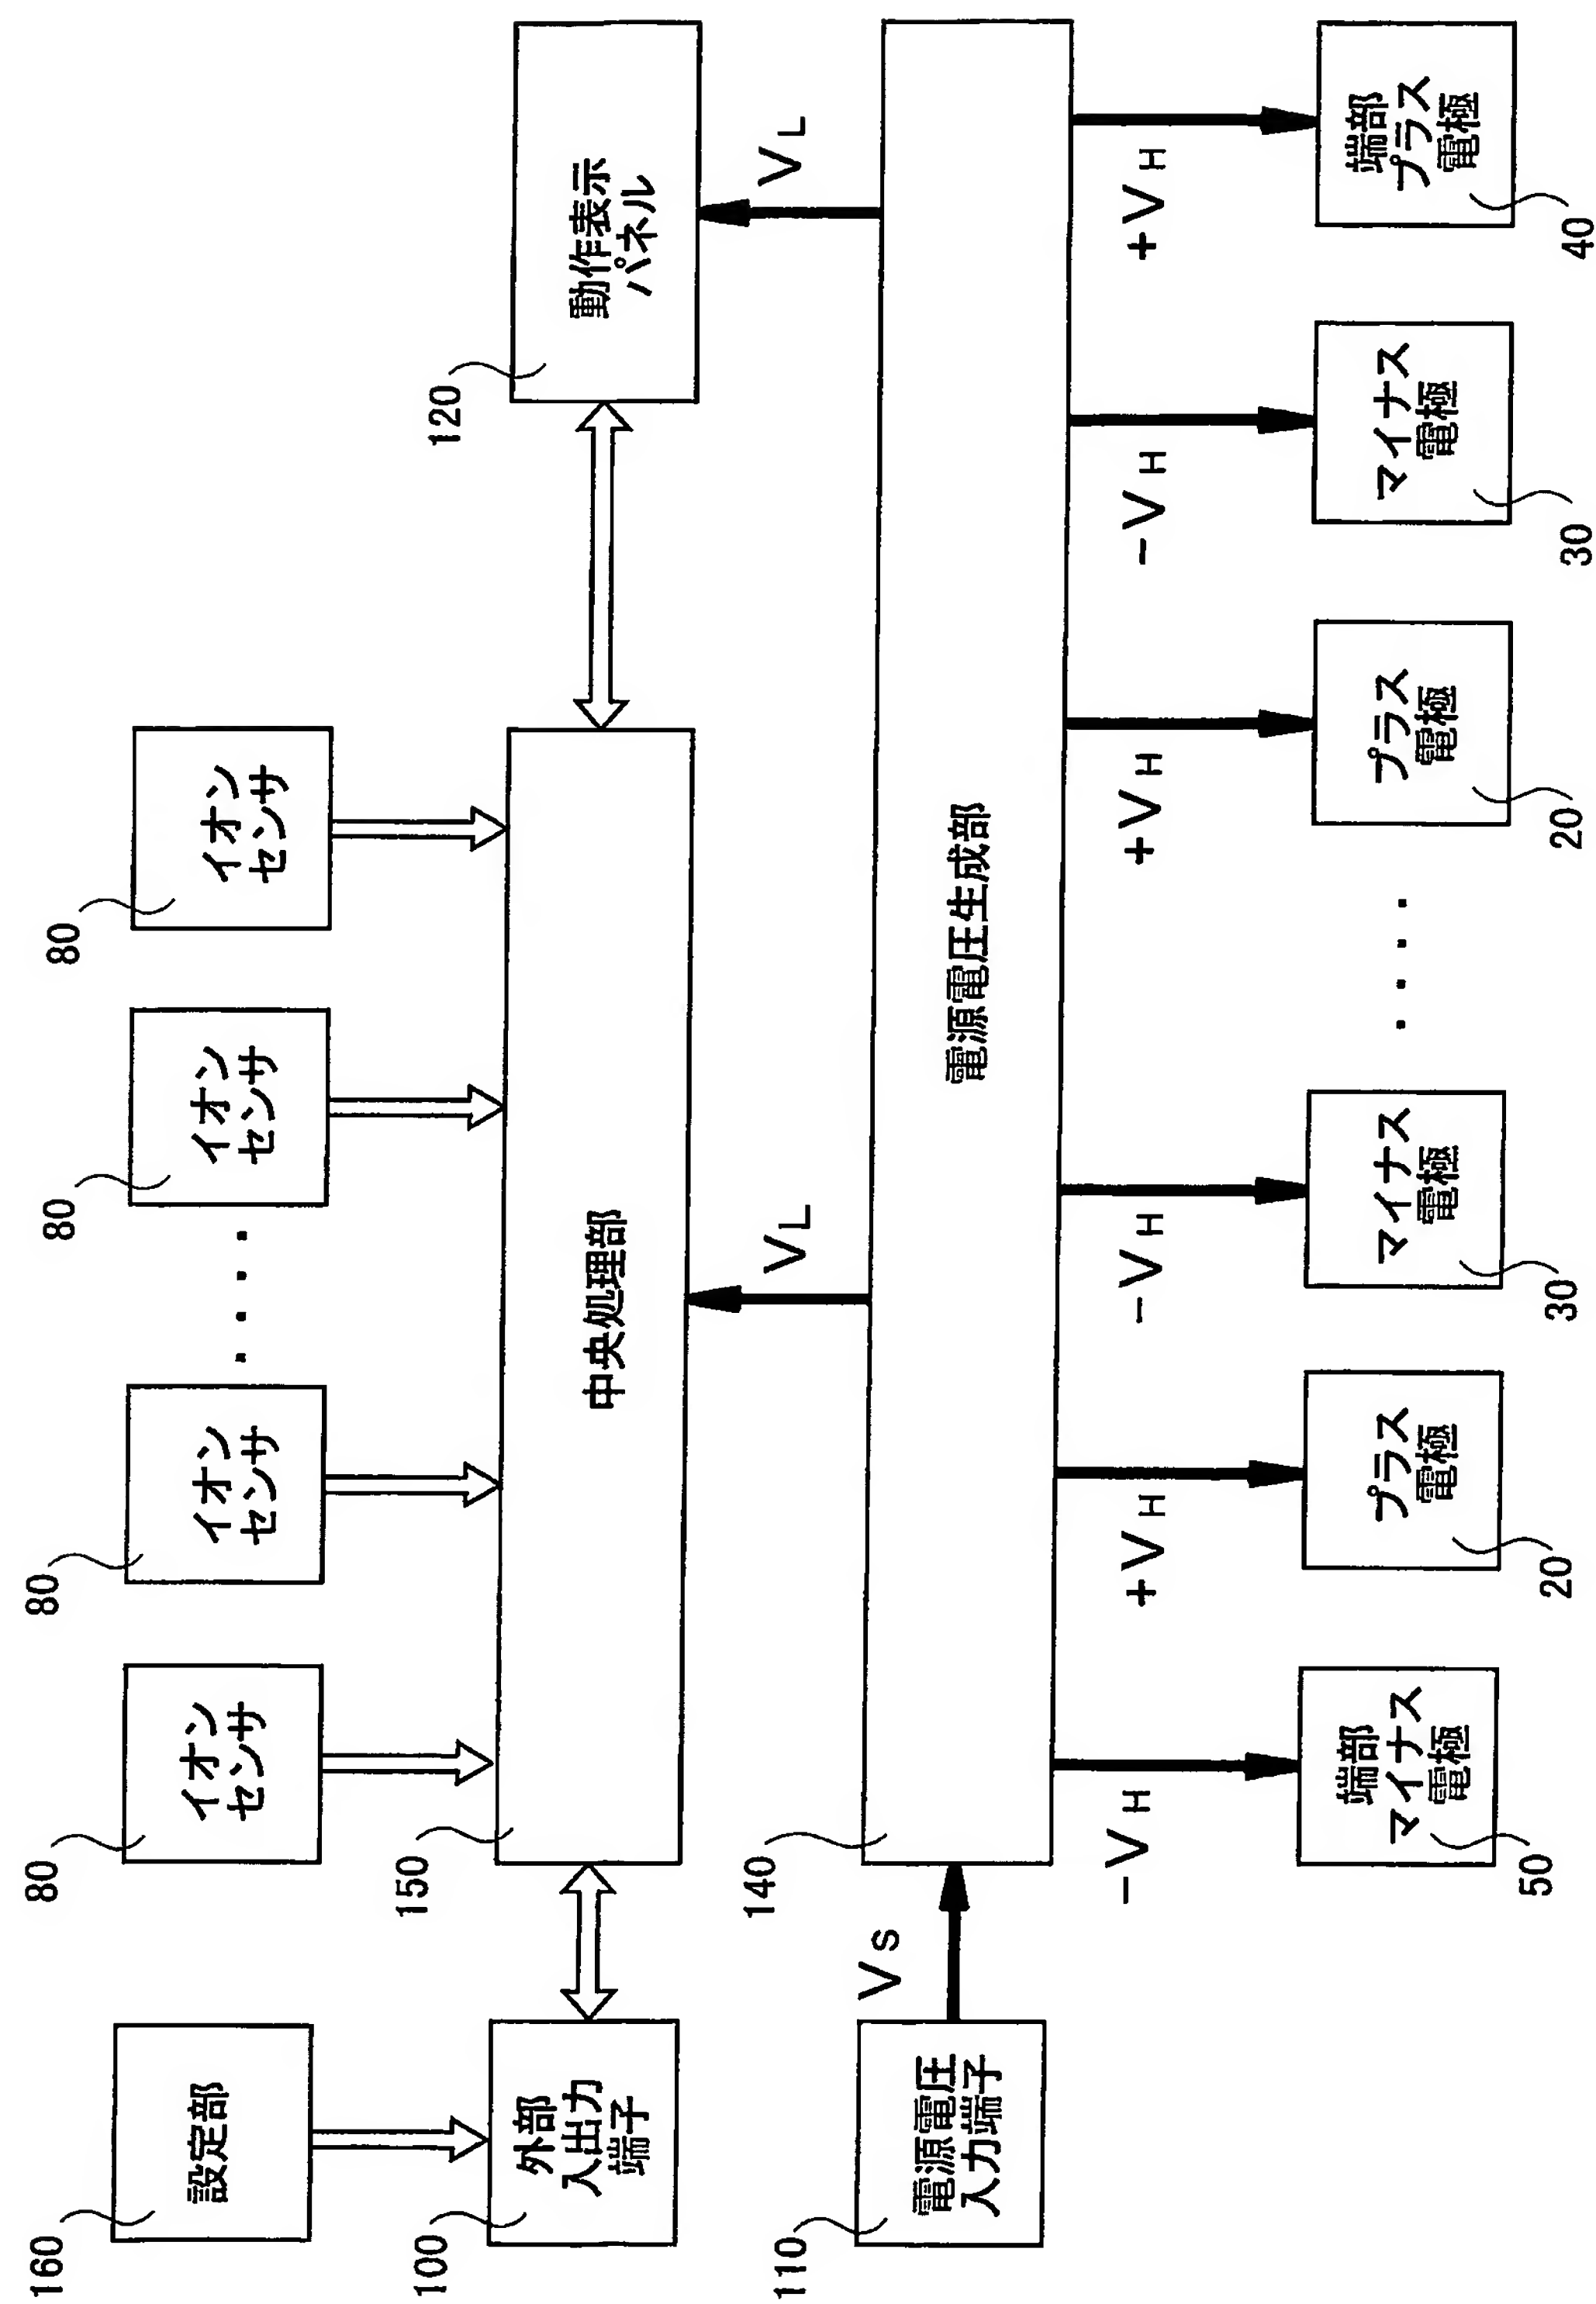 160
設定部
80
イオン
センサ
80
イオン
センサ
・・・・
80
イオン
センサ
80
イオン
センサ
100
外部
入出力
端子
150
中央処理部
120
動作表示
パネル
VL
VL
110
電源電圧
入力端子
VS
140
電源電圧生成部
-VH
+VH
-VH
+VH
-VH
+VH
50
端部
マイナス
電極
20
プラス
電極
30
マイナス
電極
・・・・
20
プラス
電極
30
マイナス
電極
40
端部
プラス
電極